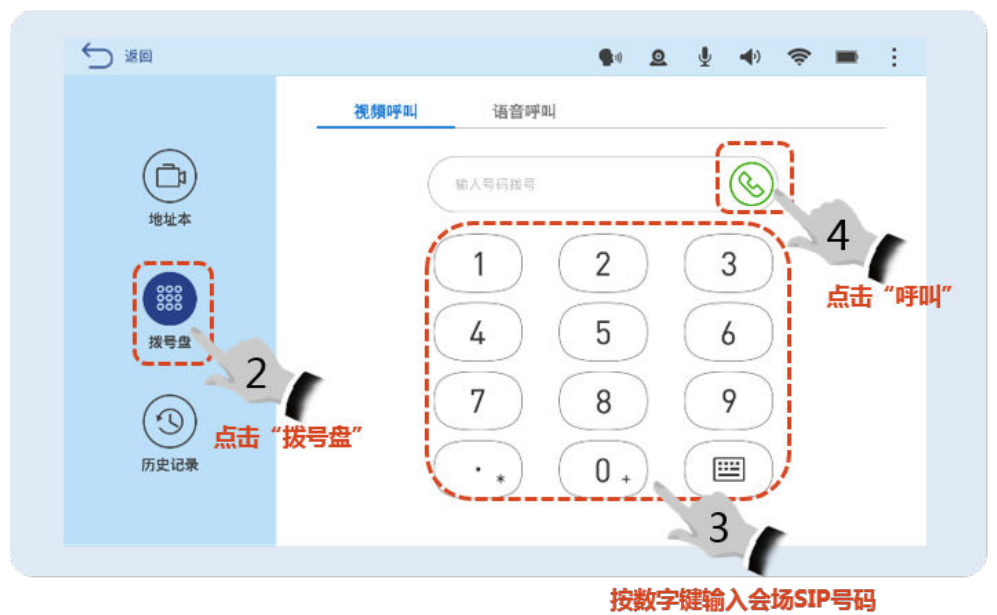 返回
视频呼叫 语音呼叫
输入号码拨号
地址本
拨号盘
历史记录
1 2 3
4 5 6
7 8 9
. * 0 +
2
点击“拨号盘”
4
点击“呼叫”
3
按数字键输入会场SIP号码